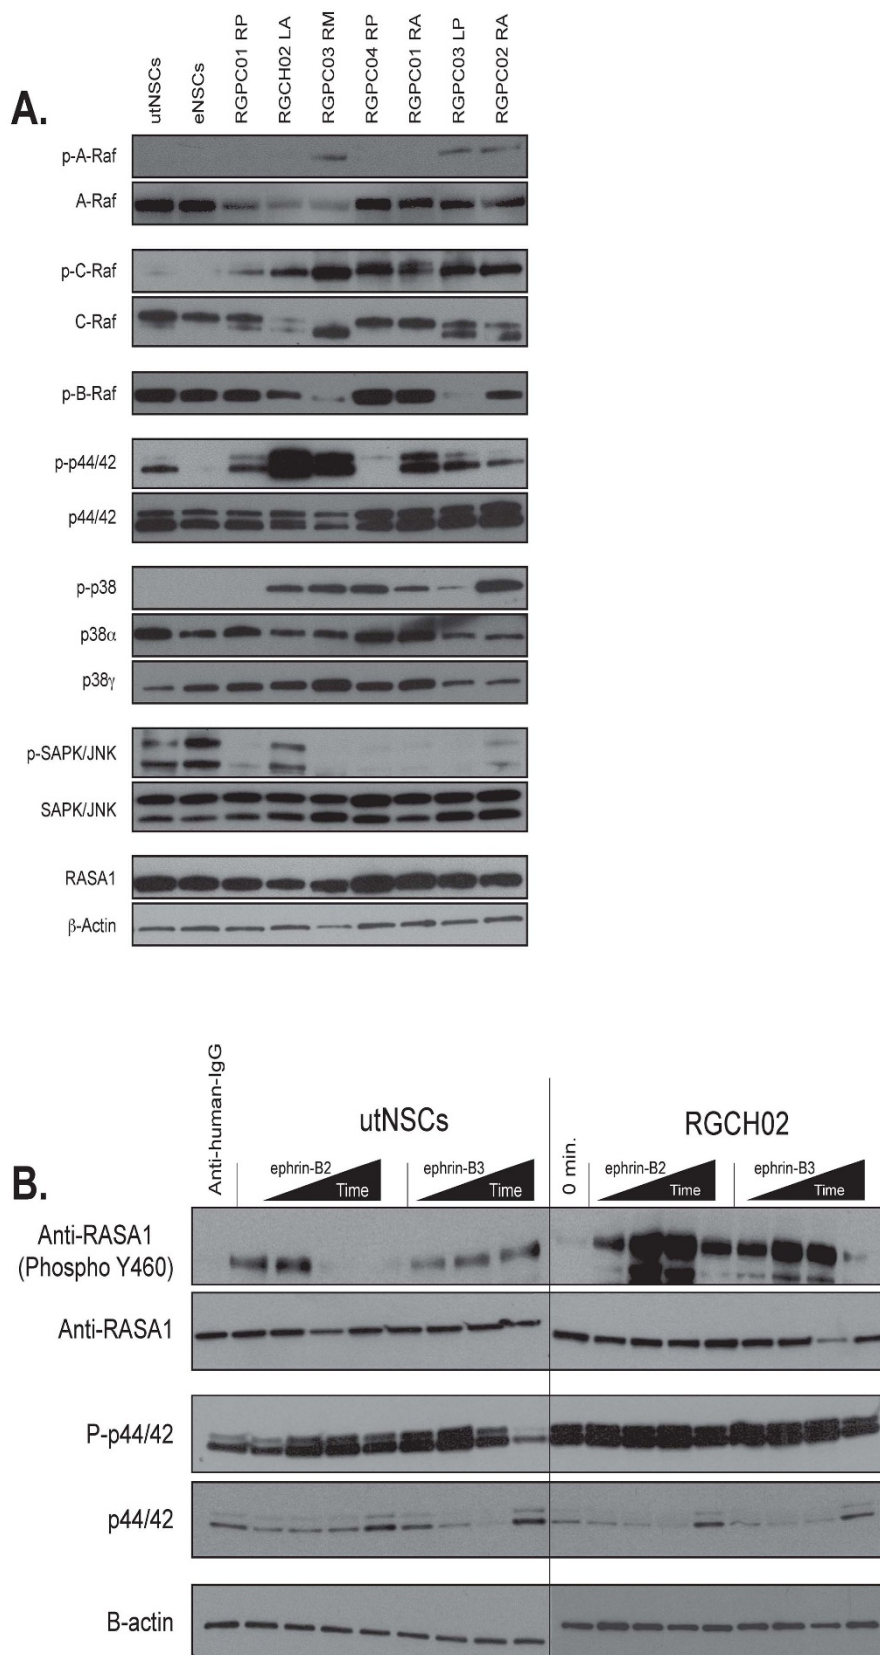 A.
utNSCs
eNSCs
RGPC01 RP
RGCH02 LA
RGPC03 RM
RGPC04 RP
RGPC01 RA
RGPC03 LP
RGPC02 RA
p-A-Raf
A-Raf
p-C-Raf
C-Raf
p-B-Raf
p-p44/42
p44/42
p-p38
p38α
p38γ
p-SAPK/JNK
SAPK/JNK
RASA1
β-Actin
B.
Anti-human-IgG
utNSCs
ephrin-B2
Time
ephrin-B3
Time
0 min.
RGCH02
ephrin-B2
Time
ephrin-B3
Time
Anti-RASA1
(Phospho Y460)
Anti-RASA1
P-p44/42
p44/42
B-actin